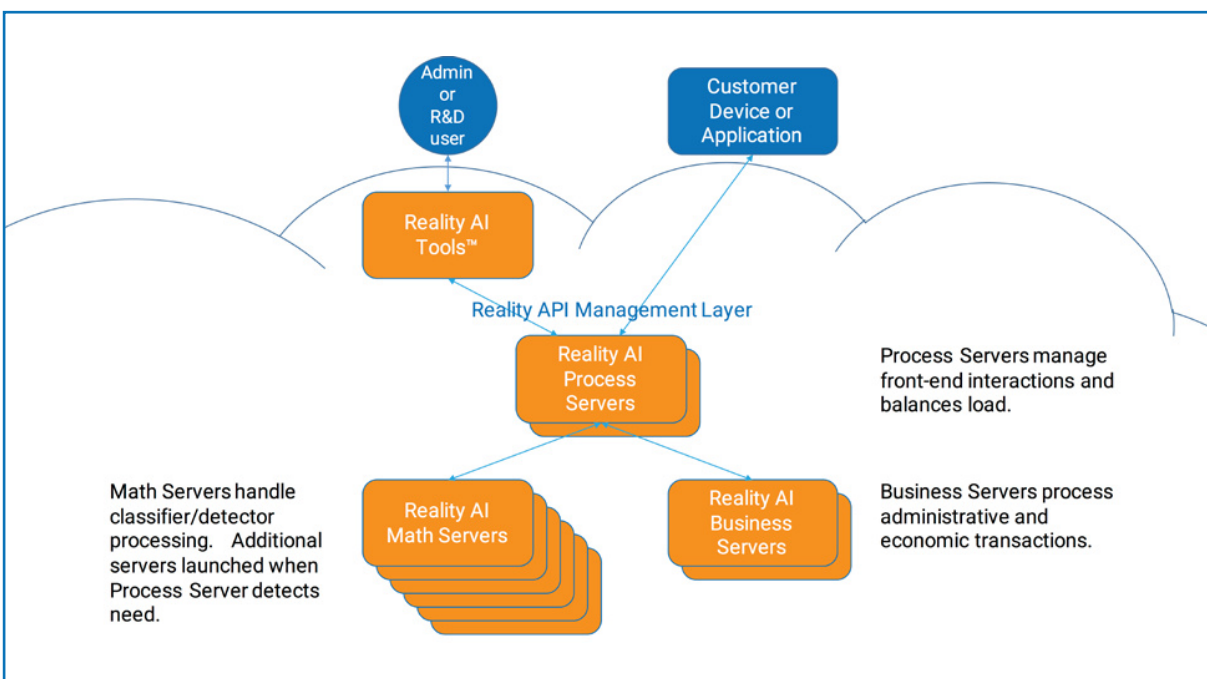 Admin
or
R&D
user
Customer
Device or
Application
Reality AI
Tools™
Reality API Management Layer
Reality AI
Process
Servers
Process Servers manage
front-end interactions and
balances load.
Math Servers handle
classifier/detector
processing. Additional
servers launched when
Process Server detects
need.
Reality AI
Math Servers
Reality AI
Business
Servers
Business Servers process
administrative and
economic transactions.